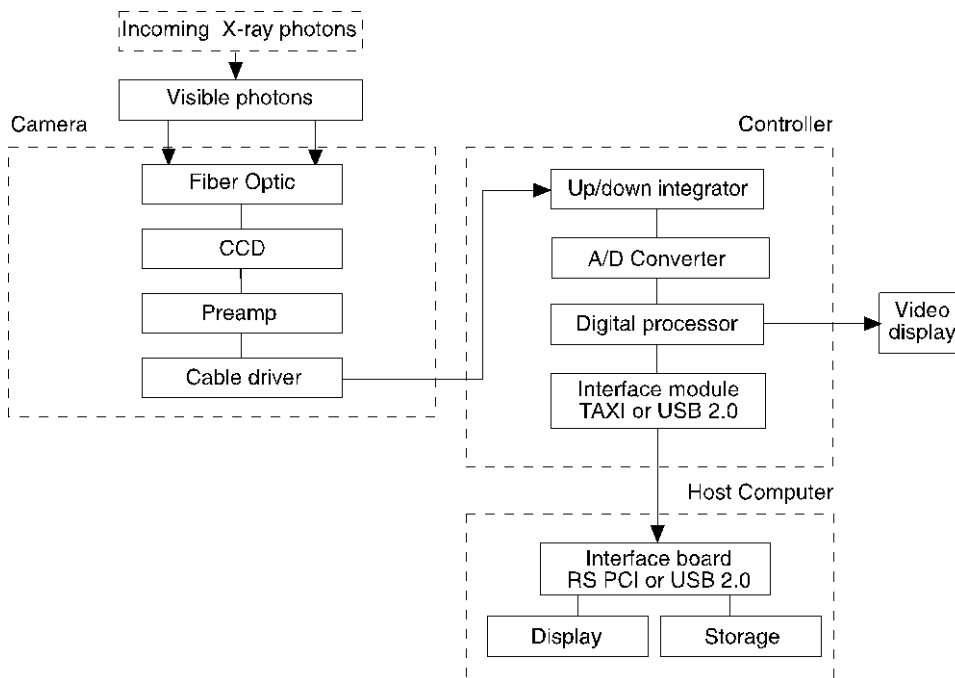 Incoming X-ray photons
Visible photons
Camera
Fiber Optic
CCD
Preamp
Cable driver
Controller
Up/down integrator
A/D Converter
Digital processor
Interface module
TAXI or USB 2.0
Video
display
Host Computer
Interface board
RS PCI or USB 2.0
Display
Storage